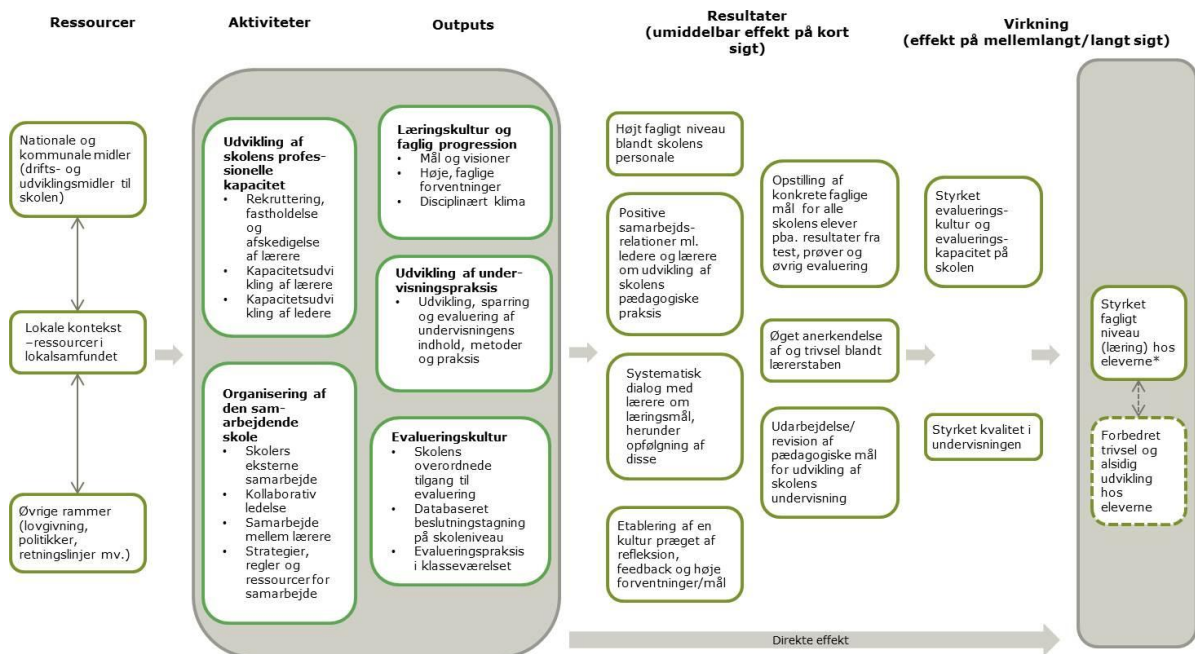 Ressourcer
Nationale og
kommunale midler
(drifts- og
udviklingsmidler til
skolen)
Lokale kontekst
–ressourcer i
lokalsamfundet
Øvrige rammer
(lovgivning,
politikker,
retningslinjer mv.)
Aktiviteter
Udvikling af
skolens profes-
sionelle
kapacitet
• Rekruttering,
fastholdelse
og
afskedigelse
af lærere
• Kapacitetsudvi
kling af lærere
• Kapacitetsudvi
kling af ledere
Organisering af
den sam-
arbejdende
skole
• Skolers
eksterne
samarbejde
• Kollaborativ
ledelse
• Samarbejde
mellem lærere
• Strategier,
regler og
ressourcer for
samarbejde
Outputs
Læringskultur og
faglig progression
• Mål og visioner
• Høje, faglige
forventninger
• Disciplinært
klima
Udvikling af under-
visningspraksis
• Udvikling, sparring
og evaluering af
undervisningens
indhold, metoder
og praksis
Evalueringskultur
• Skolens
overordnede
tilgang til
evaluering
• Databaseret
beslutningstagning
på skoleniveau
• Evalueringspraksis
i klasseværelset
Resultater
(umiddelbar effekt på kort
sigt)
Højt fagligt niveau
blandt skolens
personale
Positive
samarbejds-
relationer ml.
ledere og lærere
om udvikling af
skolens
pædagogiske
praksis
Systematisk
dialog med
lærere om
læringsmål,
herunder
opfølgning af
disse
Etablering af en
kultur præget af
refleksion,
feedback og høje
forventninger/mål
Opstilling af
konkrete faglige
mål for alle
skolens elever
pba. resultater fra
test, prøver og
øvrig evaluering
Øget anerkendelse
af og trivsel blandt
lærerstaben
Udarbejdelse/
revision af
pædagogiske mål
for udvikling af
skolens
undervisning
Virkning
(effekt på mellemlangt/langt sigt)
Styrket
evaluerings-
kultur og
evaluerings-
kapacitet på
skolen
Styrket kvalitet i
undervisningen
Styrket
fagligt
niveau
(læring) hos
eleverne*
Forbedret
trivsel og
alsidig
udvikling
hos
eleverne
Direkte effekt